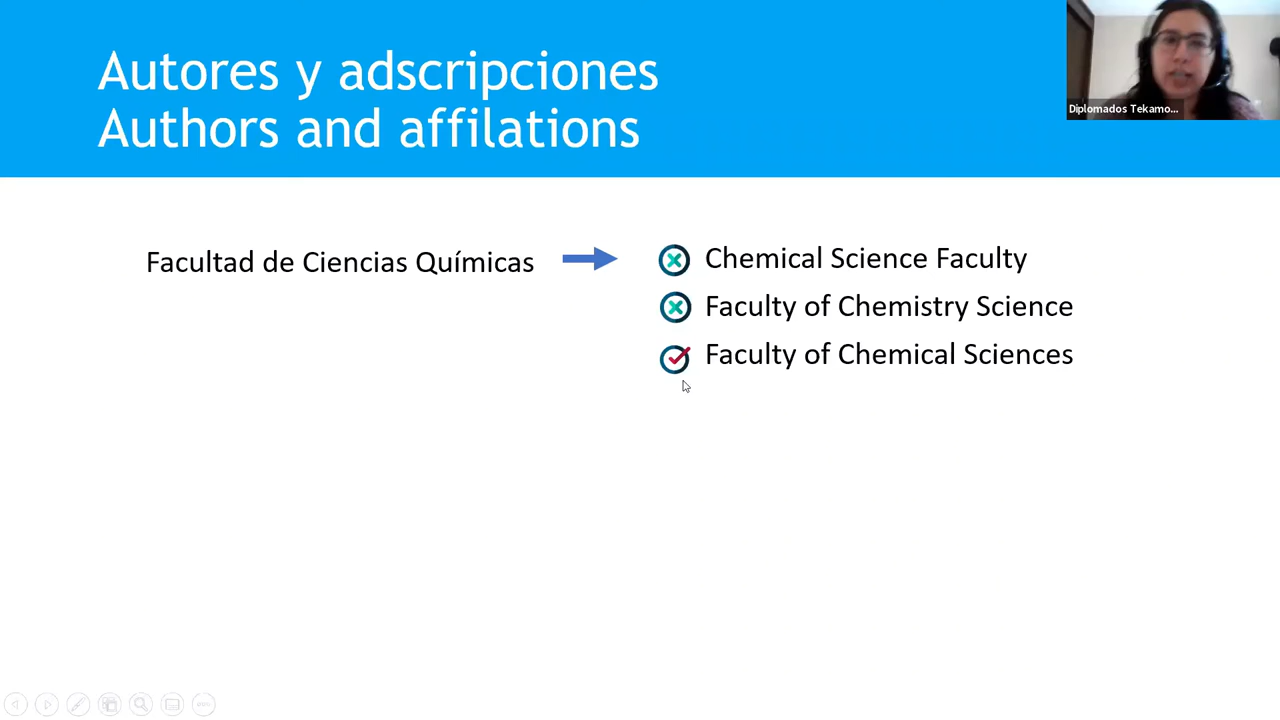 Autores y adscripciones
Authors and affilations
Diplomados Tekamo...
Facultad de Ciencias Químicas
Chemical Science Faculty
Faculty of Chemistry Science
Faculty of Chemical Sciences